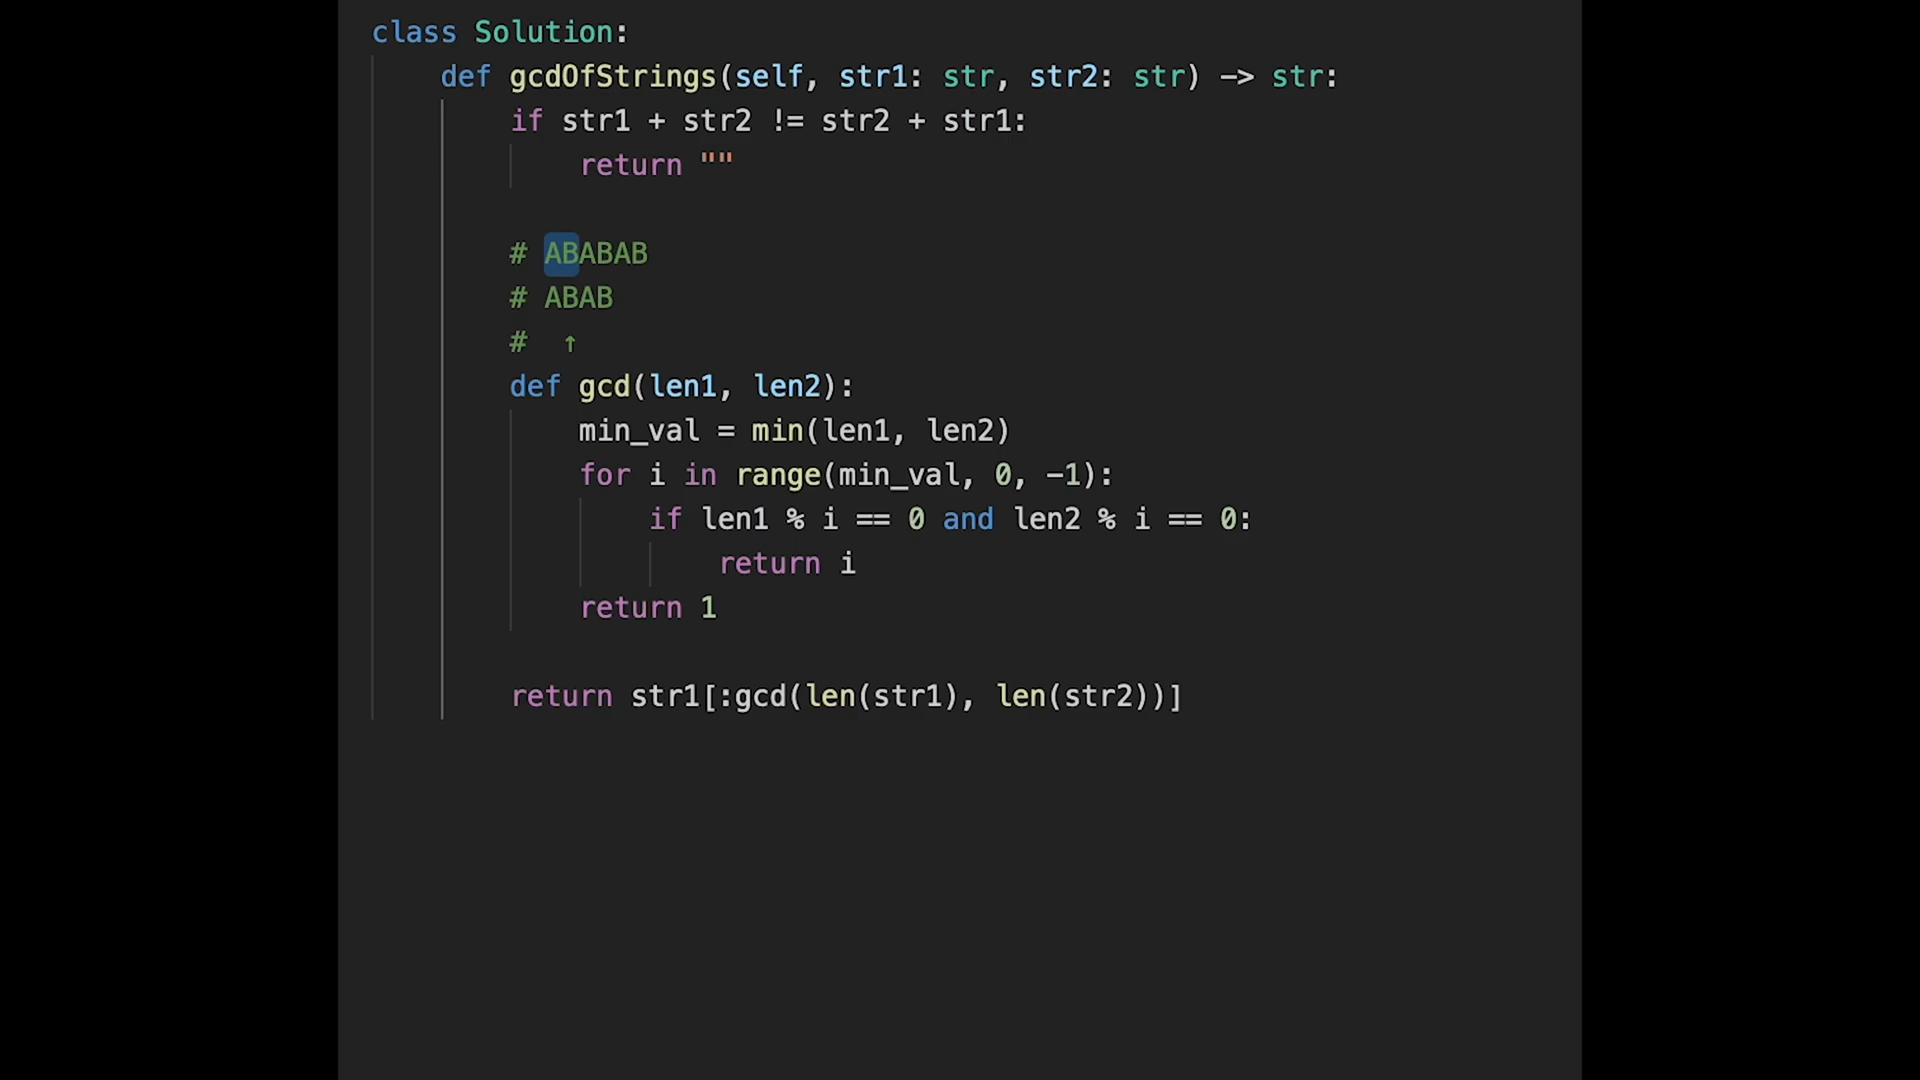 class Solution:
    def gcdOfStrings(self, str1: str, str2: str) -> str:
        if str1 + str2 != str2 + str1:
            return ""

        # ABABAB
        # ABAB
        #  ↑
        def gcd(len1, len2):
            min_val = min(len1, len2)
            for i in range(min_val, 0, -1):
                if len1 % i == 0 and len2 % i == 0:
                    return i
            return 1

        return str1[:gcd(len(str1), len(str2))]